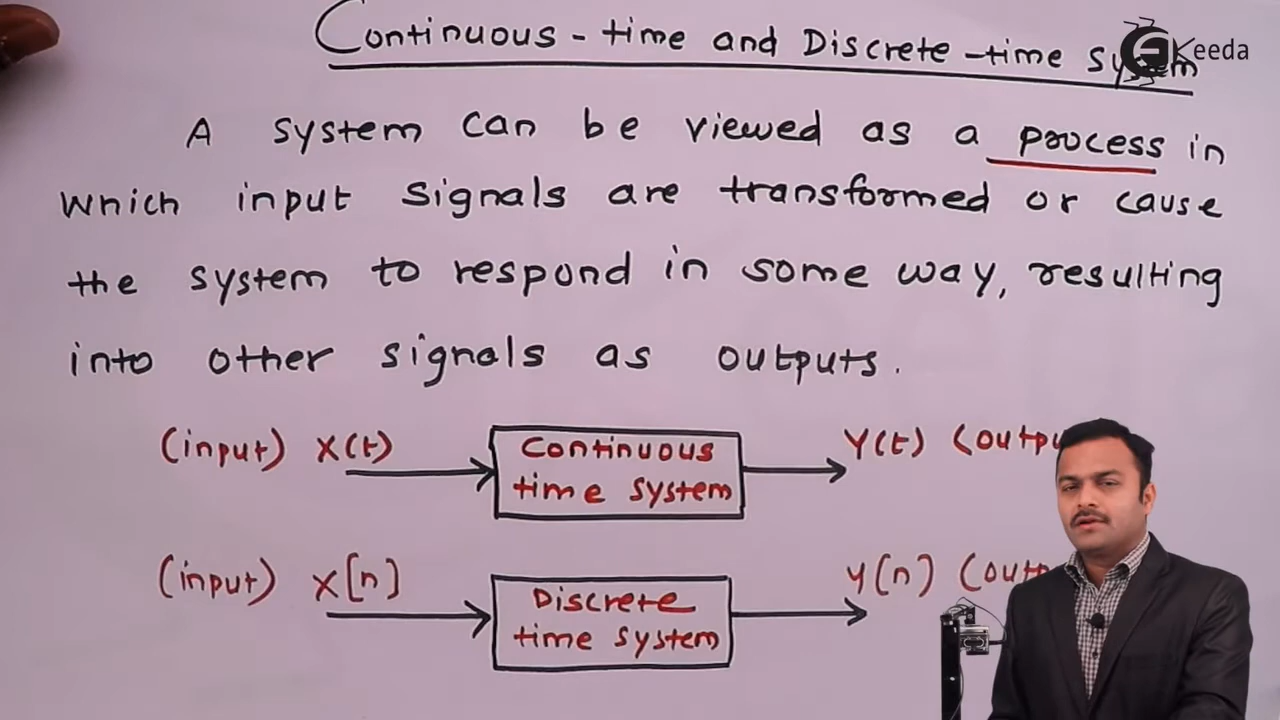 Continuous-time and Discrete-time System
Keeda
A system can be viewed as a process in
which input signals are transformed or cause
the system to respond in some way, resulting
into other signals as outputs.
(input) X(t) Continuous time system Y(t)
(input) X[n] Discrete time system Y[n]